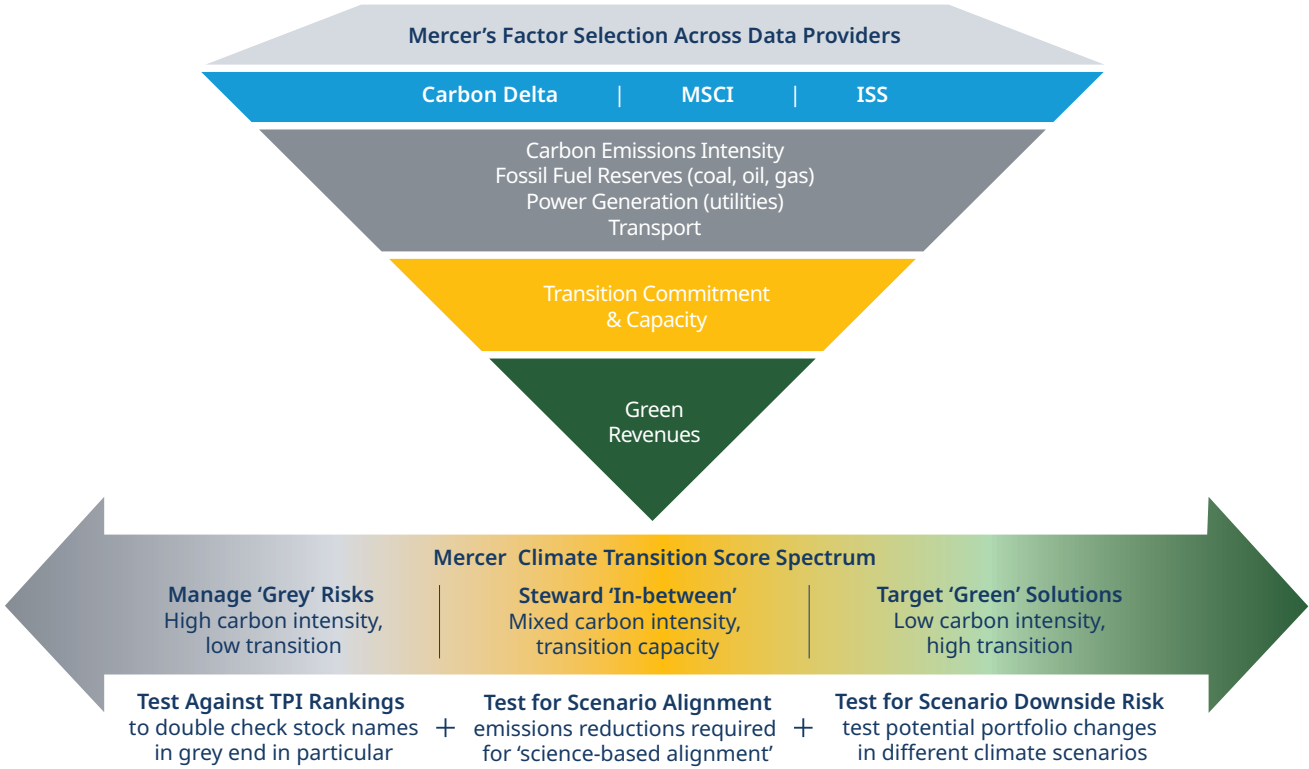 Mercer's Factor Selection Across Data Providers
Carbon Delta | MSCI | ISS
Carbon Emissions Intensity
Fossil Fuel Reserves (coal, oil, gas)
Power Generation (utilities)
Transport
Transition Commitment
& Capacity
Green
Revenues
Mercer Climate Transition Score Spectrum
Manage ‘Grey’ Risks
High carbon intensity,
low transition
Steward ‘In-between’
Mixed carbon intensity,
transition capacity
Target ‘Green’ Solutions
Low carbon intensity,
high transition
Test Against TPI Rankings
to double check stock names
in grey end in particular
+
Test for Scenario Alignment
emissions reductions required
for ‘science-based alignment’
+
Test for Scenario Downside Risk
test potential portfolio changes
in different climate scenarios